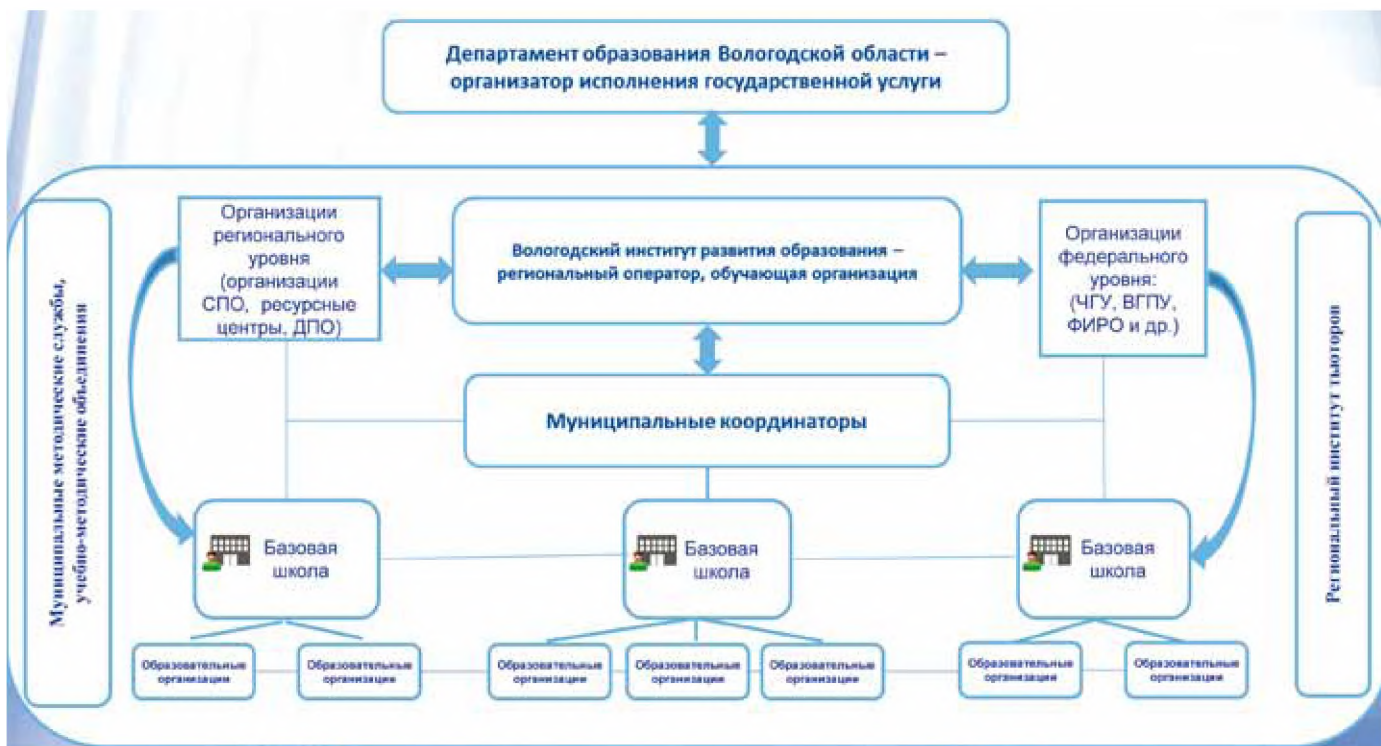 Департамент образования Вологодской области –
организатор исполнения государственной услуги
Муниципальные методические службы,
учебно-методические объединения
Организации
регионального
уровня
(организации
СПО, ресурсные
центры, ДПО)
Вологодский институт развития образования –
региональный оператор, обучающая организация
Организации
федерального
уровня:
(ЧГУ, ВГПУ,
ФИРО и др.)
Региональный институт тьюторов
Муниципальные координаторы
Базовая
школа
Базовая
школа
Базовая
школа
Образовательные
организации
Образовательные
организации
Образовательные
организации
Образовательные
организации
Образовательные
организации
Образовательные
организации
Образовательные
организации